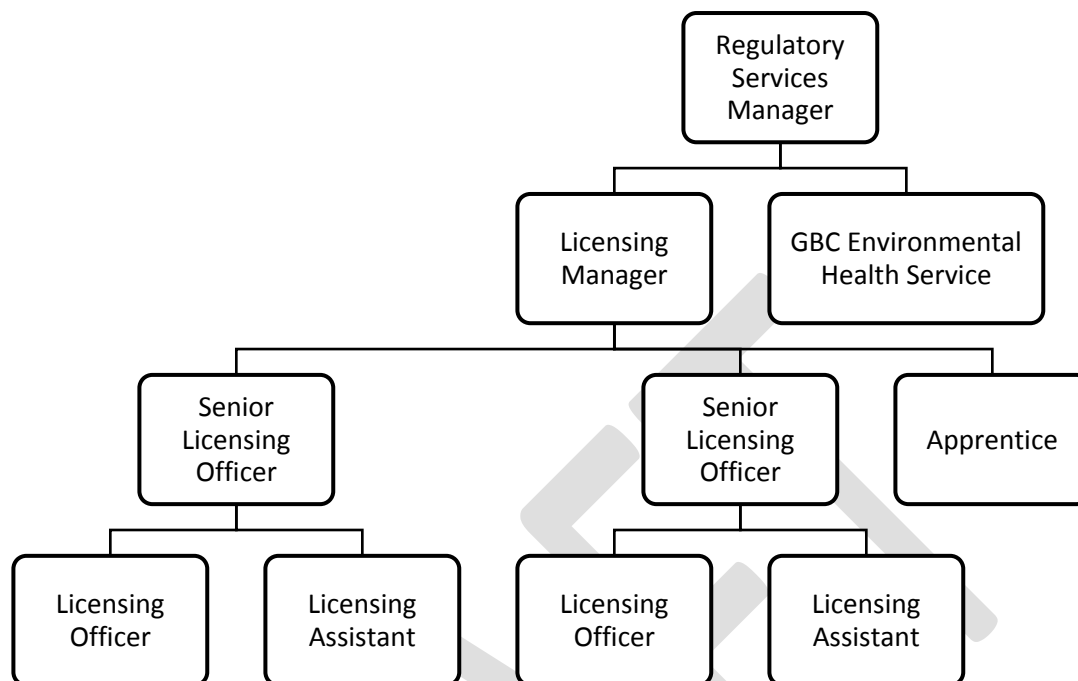 Regulatory
Services
Manager
Licensing
Manager
GBC Environmental
Health Service
Senior
Licensing
Officer
Senior
Licensing
Officer
Apprentice
Licensing
Officer
Licensing
Assistant
Licensing
Officer
Licensing
Assistant